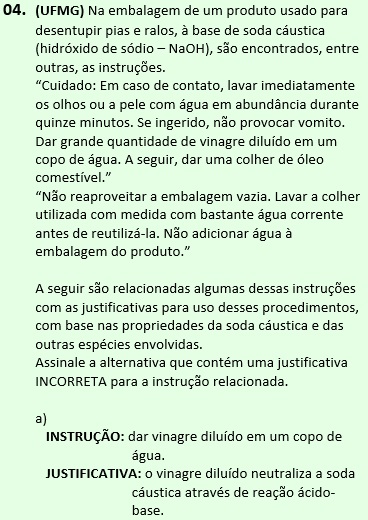 04. (UFMG) Na embalagem de um produto usado para
desentupir pias e ralos, à base de soda cáustica
(hidróxido de sódio – NaOH), são encontrados, entre
outras, as instruções.
“Cuidado: Em caso de contato, lavar imediatamente
os olhos ou a pele com água em abundância durante
quinze minutos. Se ingerido, não provocar vomito.
Dar grande quantidade de vinagre diluído em um
copo de água. A seguir, dar uma colher de óleo
comestível.”
“Não reaproveitar a embalagem vazia. Lavar a colher
utilizada com medida com bastante água corrente
antes de reutilizá-la. Não adicionar água à
embalagem do produto.”
A seguir são relacionadas algumas dessas instruções
com as justificativas para uso desses procedimentos,
com base nas propriedades da soda cáustica e das
outras espécies envolvidas.
Assinale a alternativa que contém uma justificativa
INCORRETA para a instrução relacionada.
a)
INSTRUÇÃO: dar vinagre diluído em um copo de
água.
JUSTIFICATIVA: o vinagre diluído neutraliza a soda
cáustica através de reação ácido-
base.